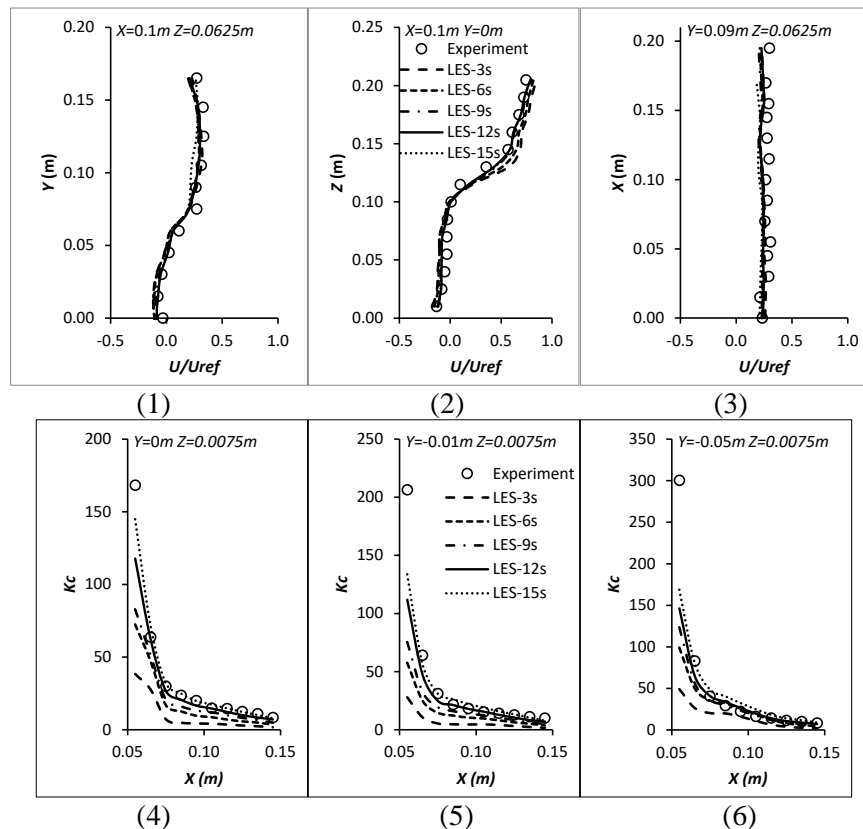 X=0.1m Z=0.0625m
0.20
0.15
0.10
0.05
0.00
Y (m)
-0.5 0.0 0.5 1.0
U/Uref
(1)
X=0.1m Y=0m
Experiment
LES-3s
LES-6s
LES-9s
LES-12s
LES-15s
0.25
0.20
0.15
0.10
0.05
0.00
Z (m)
-0.5 0.0 0.5 1.0
U/Uref
(2)
Y=0.09m Z=0.0625m
0.20
0.15
0.10
0.05
0.00
X (m)
-0.5 0.0 0.5 1.0
U/Uref
(3)
Y=0m Z=0.0075m
200
150
100
50
0
Kc
0.05 0.10 0.15
X (m)
(4)
Y=-0.01m Z=0.0075m
Experiment
LES-3s
LES-6s
LES-9s
LES-12s
LES-15s
250
200
150
100
50
0
Kc
0.05 0.10 0.15
X (m)
(5)
Y=-0.05m Z=0.0075m
400
350
300
250
200
150
100
50
0
Kc
0.05 0.10 0.15
X (m)
(6)